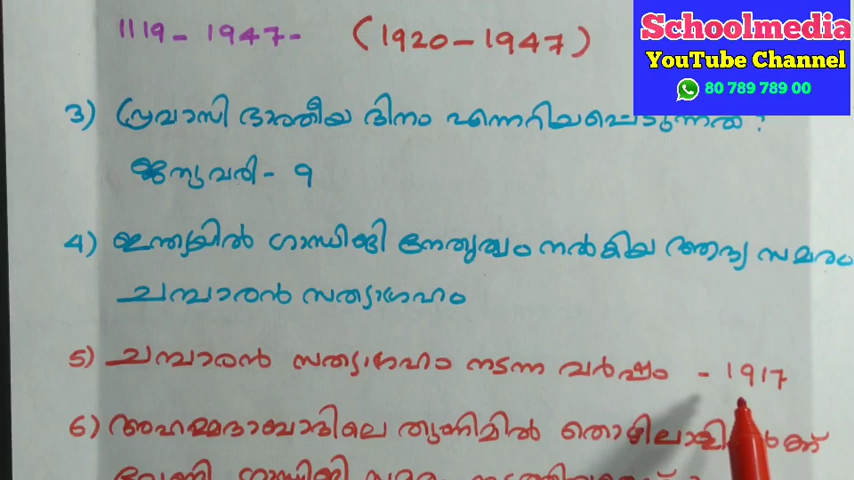 1119 - 1947 - (1920 - 1947)
Schoolmedia
YouTube Channel
80 789 789 00
3) പ്രവാസി ഭാരതീയ ദിനം എന്നറിയപ്പെടുന്നത് ?
ജനുവരി - 9
4) ഇന്ത്യയിൽ ഗാന്ധിജി നേതൃത്വം നൽകിയ ആദ്യ സമരം
ചമ്പാരൻ സത്യാഗ്രഹം
5) ചമ്പാരൻ സത്യാഗ്രഹം നടന്ന വർഷം - 1917
6) അഹമ്മദാബാദിലെ തുണിമിൽ തൊഴിലാളികൾക്ക്
വേണ്ടി ഗാന്ധിജി സമരം